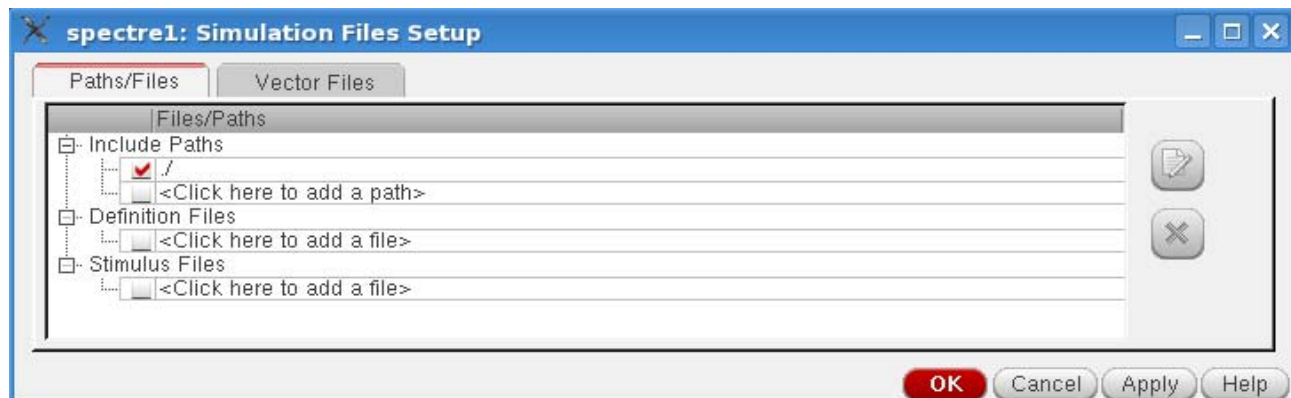 spectre1: Simulation Files Setup
Paths/Files Vector Files
Files/Paths
Include Paths
./
<Click here to add a path>
Definition Files
<Click here to add a file>
Stimulus Files
<Click here to add a file>
OK Cancel Apply Help